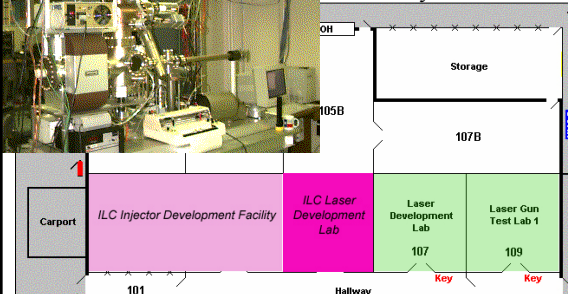 OH
Storage
105B
107B
Carport
ILC Injector Development Facility
ILC Laser
Development
Lab
Laser
Development
Lab
107
Laser Gun
Test Lab 1
109
Key
Key
101
Hallway